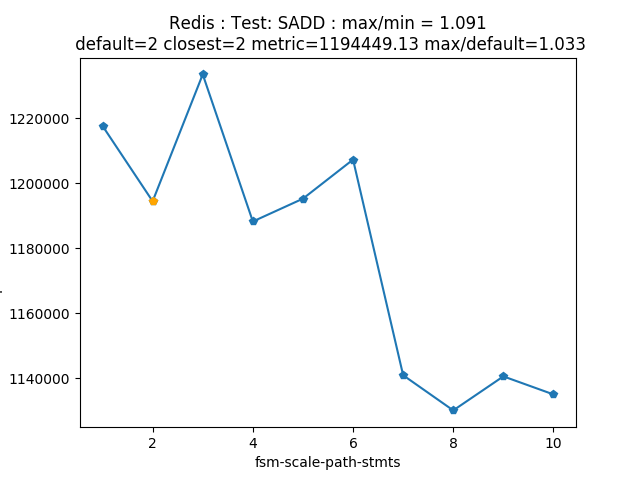 Redis : Test: SADD : max/min = 1.091
default=2 closest=2 metric=1194449.13 max/default=1.033
1220000
1200000
1180000
1160000
1140000
2 4 6 8 10
fsm-scale-path-stmts